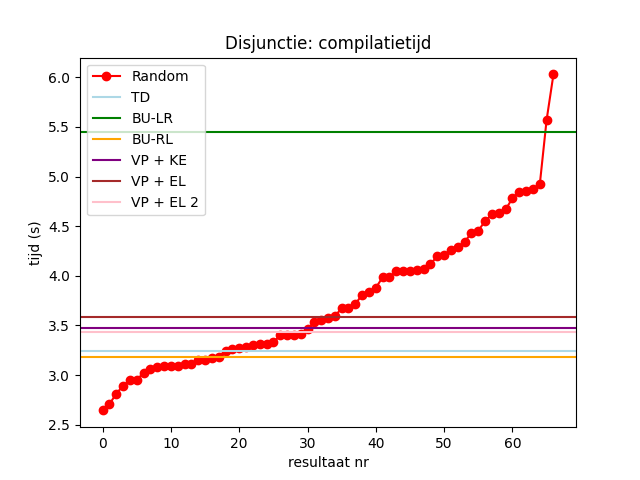 Disjunctie: compilatietijd
Random
TD
BU-LR
BU-RL
VP + KE
VP + EL
VP + EL 2
tijd (s)
6.0
5.5
5.0
4.5
4.0
3.5
3.0
2.5
0 10 20 30 40 50 60
resultaat nr